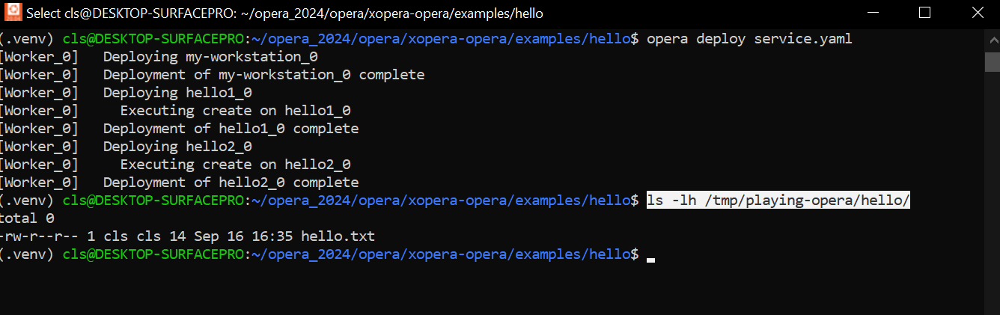 Select cls@DESKTOP-SURFACEPRO: ~/opera_2024/opera/xopera-opera/examples/hello
(.venv) cls@DESKTOP-SURFACEPRO:~/opera_2024/opera/xopera-opera/examples/hello$ opera deploy service.yaml
[Worker_0]   Deploying my-workstation_0
[Worker_0]   Deployment of my-workstation_0 complete
[Worker_0]   Deploying hello1_0
[Worker_0]     Executing create on hello1_0
[Worker_0]   Deployment of hello1_0 complete
[Worker_0]   Deploying hello2_0
[Worker_0]     Executing create on hello2_0
[Worker_0]   Deployment of hello2_0 complete
(.venv) cls@DESKTOP-SURFACEPRO:~/opera_2024/opera/xopera-opera/examples/hello$ ls -lh /tmp/playing-opera/hello/
total 0
-rw-r--r-- 1 cls cls 14 Sep 16 16:35 hello.txt
(.venv) cls@DESKTOP-SURFACEPRO:~/opera_2024/opera/xopera-opera/examples/hello$